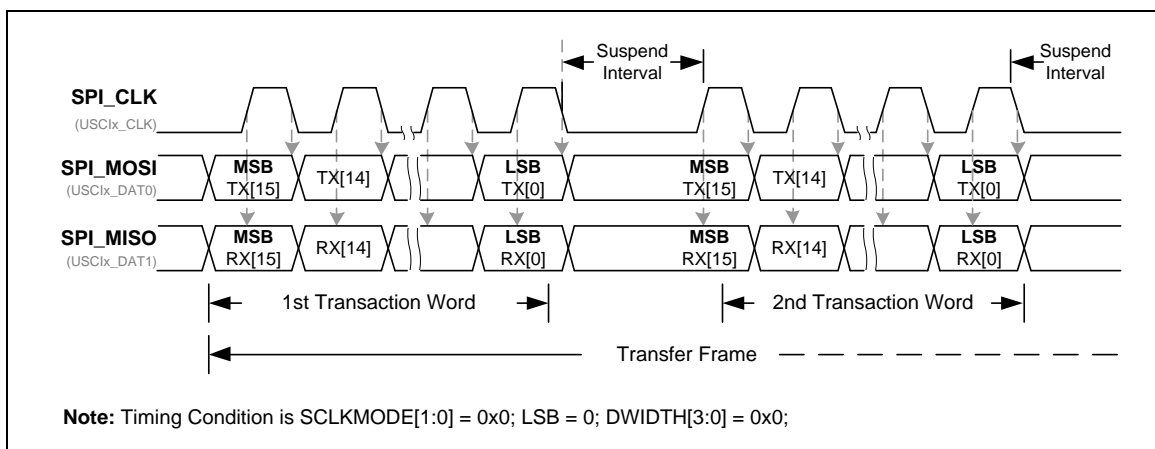 Suspend
Interval
Suspend
Interval
SPI_CLK
(USCIx_CLK)
SPI_MOSI
(USCIx_DAT0)
MSB
TX[15]
TX[14]
LSB
TX[0]
MSB
TX[15]
TX[14]
LSB
TX[0]
SPI_MISO
(USCIx_DAT1)
MSB
RX[15]
RX[14]
LSB
RX[0]
MSB
RX[15]
RX[14]
LSB
RX[0]
1st Transaction Word
2nd Transaction Word
Transfer Frame
Note: Timing Condition is SCLKMODE[1:0] = 0x0; LSB = 0; DWIDTH[3:0] = 0x0;